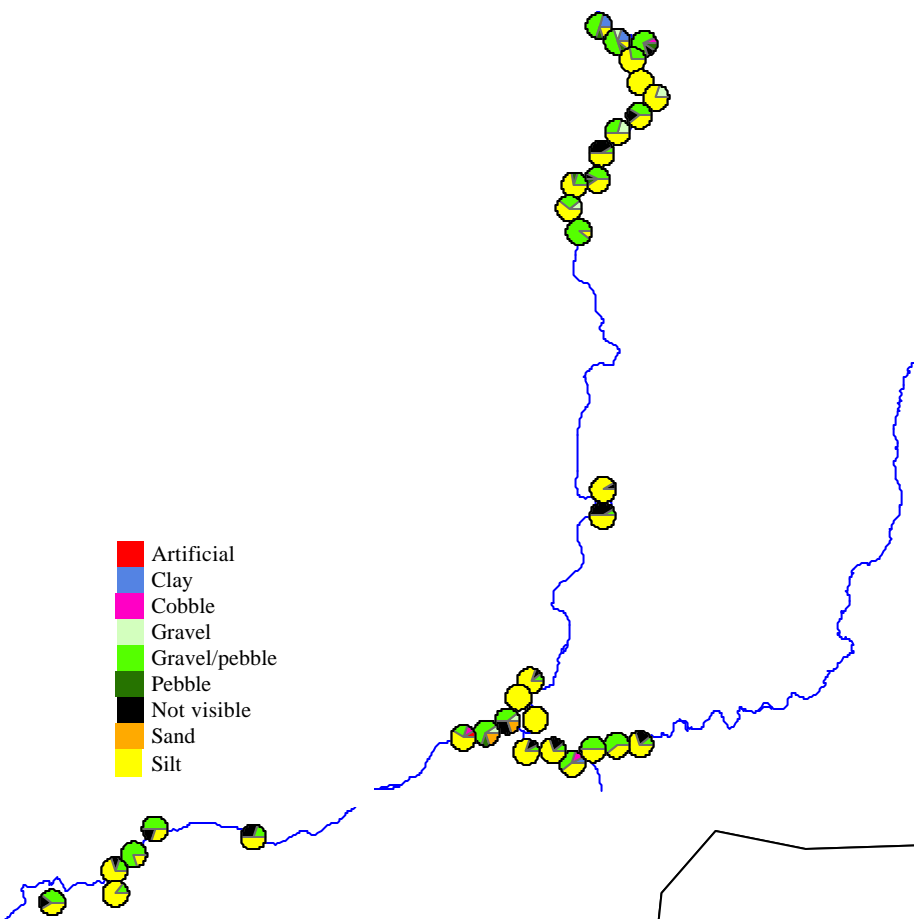 Artificial
Clay
Cobble
Gravel
Gravel/pebble
Pebble
Not visible
Sand
Silt